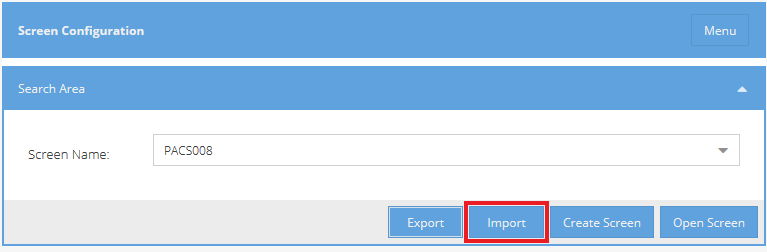 Screen Configuration Menu
Search Area
Screen Name: PACS008
Export Import Create Screen Open Screen